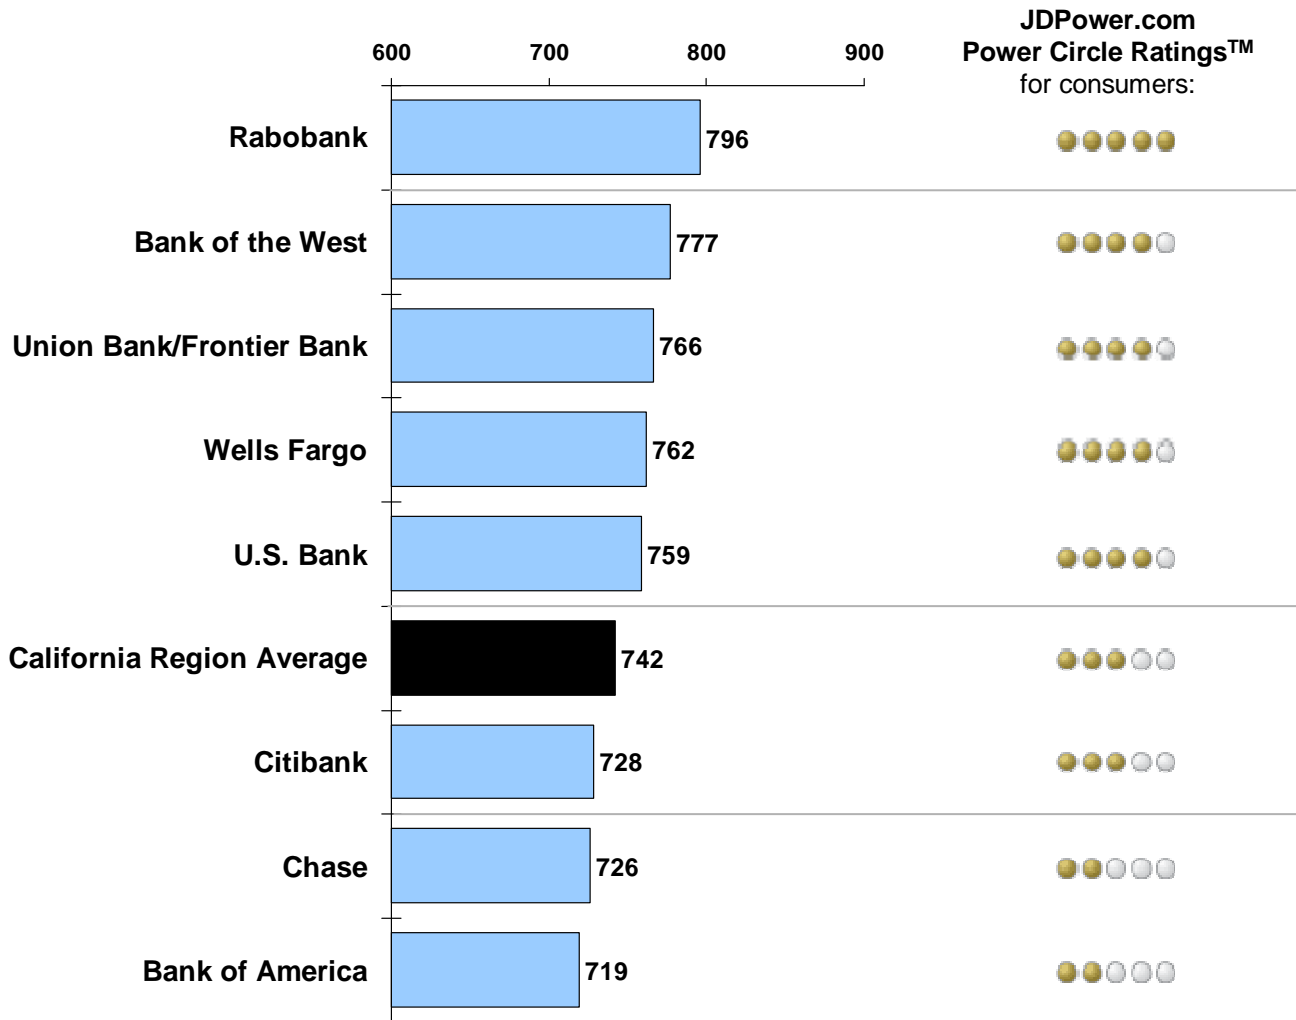 JDPower.com
Power Circle Ratings™
for consumers:
600 700 800 900
Rabobank 796
Bank of the West 777
Union Bank/Frontier Bank 766
Wells Fargo 762
U.S. Bank 759
California Region Average 742
Citibank 728
Chase 726
Bank of America 719